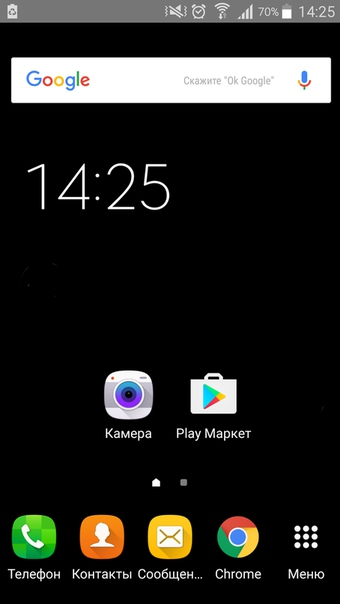 70% 14:25
Google Скажите "Ok Google"
14:25
Камера Play Маркет
Телефон Контакты Сообщен... Chrome Меню